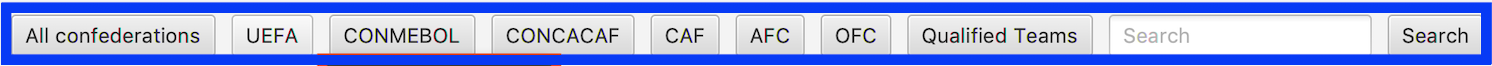 All confederations UEFA CONMEBOL CONCACAF CAF AFC OFC Qualified Teams Search Search